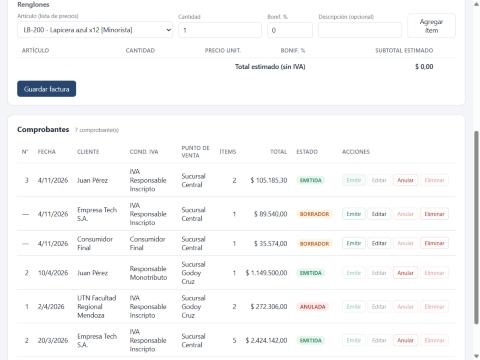 Renglones
Artículo (lista de precios)
Cantidad
Bonif. %
Descripción (opcional)
LB-200 - Lapicera azul x12 [Minorista]
1
0
Agregar ítem
ARTÍCULO CANTIDAD PRECIO UNIT. BONIF. % SUBTOTAL ESTIMADO
Total estimado (sin IVA) $ 0,00
Guardar factura
Comprobantes 7 comprobante(s)
N° FECHA CLIENTE COND. IVA PUNTO DE VENTA ÍTEMS TOTAL ESTADO ACCIONES
3 4/11/2026 Juan Pérez IVA Responsable Inscripto Sucursal Central 2 $ 105.185,30 EMITIDA Emitir Editar Anular Eliminar
— 4/11/2026 Empresa Tech S.A. IVA Responsable Inscripto Sucursal Central 1 $ 89.540,00 BORRADOR Emitir Editar Anular Eliminar
— 4/11/2026 Consumidor Final Consumidor Final Sucursal Central 1 $ 35.574,00 BORRADOR Emitir Editar Anular Eliminar
2 10/4/2026 Juan Pérez Responsable Monotributo Sucursal Godoy Cruz 1 $ 1.149.500,00 EMITIDA Emitir Editar Anular Eliminar
1 2/4/2026 UTN Facultad Regional Mendoza IVA Responsable Inscripto Sucursal Godoy Cruz 2 $ 272.306,00 ANULADA Emitir Editar Anular Eliminar
2 20/3/2026 Empresa Tech S.A. IVA Responsable Inscripto Sucursal Central 5 $ 2.424.142,00 EMITIDA Emitir Editar Anular Eliminar